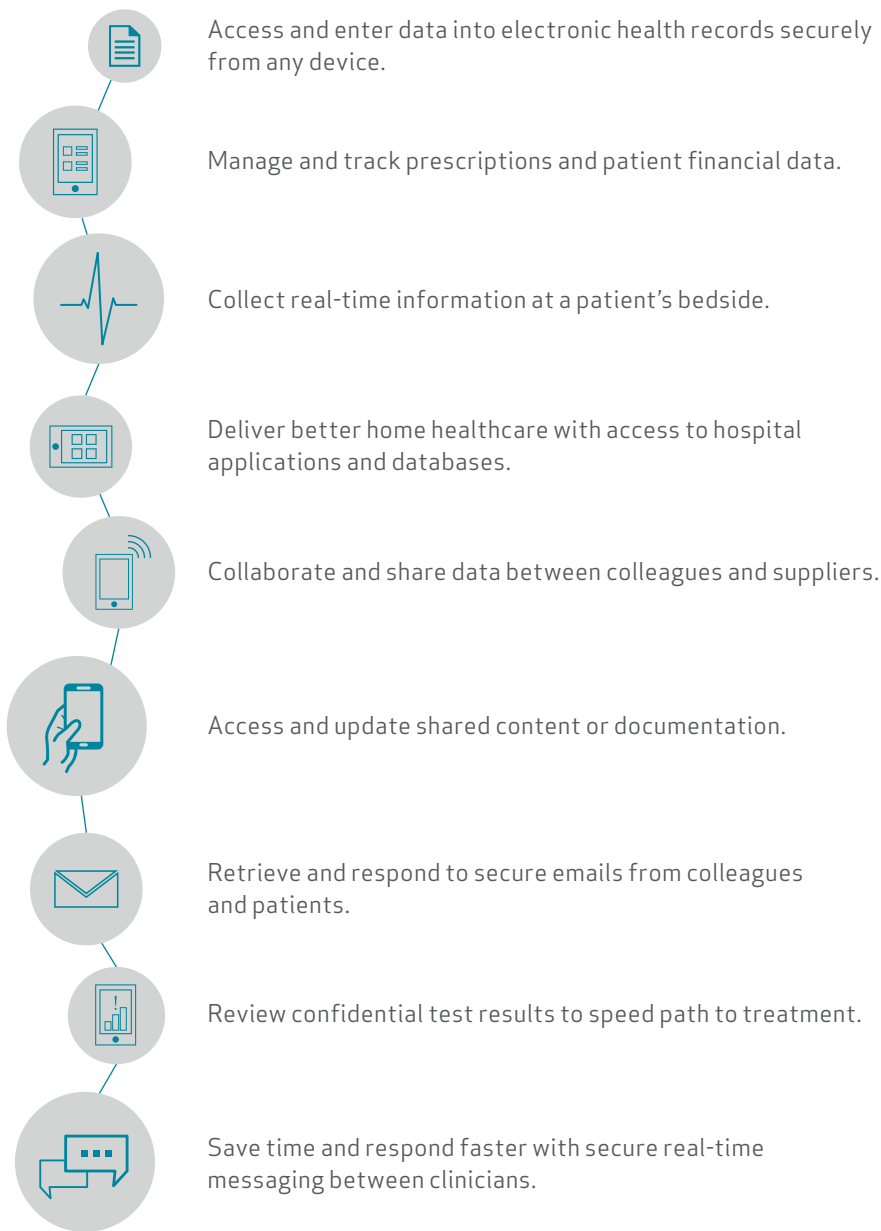 Access and enter data into electronic health records securely
from any device.
Manage and track prescriptions and patient financial data.
Collect real-time information at a patient’s bedside.
Deliver better home healthcare with access to hospital
applications and databases.
Collaborate and share data between colleagues and suppliers.
Access and update shared content or documentation.
Retrieve and respond to secure emails from colleagues
and patients.
Review confidential test results to speed path to treatment.
Save time and respond faster with secure real-time
messaging between clinicians.